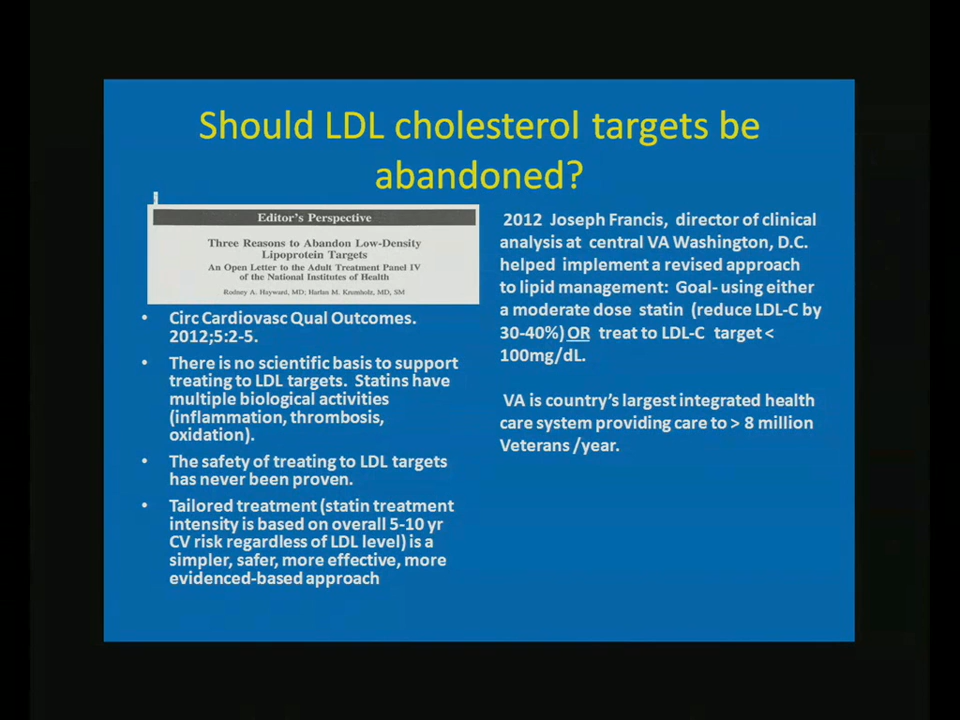 Should LDL cholesterol targets be
abandoned?
Editor's Perspective
Three Reasons to Abandon Low-Density
Lipoprotein Targets
An Open Letter to the Adult Treatment Panel IV
of the National Institutes of Health
Rodney A. Hayward, MD; Harlan M. Krumholz, MD, SM
• Circ Cardiovasc Qual Outcomes.
2012;5:2-5.
• There is no scientific basis to support
treating to LDL targets. Statins have
multiple biological activities
(inflammation, thrombosis,
oxidation).
• The safety of treating to LDL targets
has never been proven.
• Tailored treatment (statin treatment
intensity is based on overall 5-10 yr
CV risk regardless of LDL level) is a
simpler, safer, more effective, more
evidenced-based approach
2012 Joseph Francis, director of clinical
analysis at central VA Washington, D.C.
helped implement a revised approach
to lipid management: Goal- using either
a moderate dose statin (reduce LDL-C by
30-40%) OR treat to LDL-C target <
100mg/dL.
VA is country's largest integrated health
care system providing care to > 8 million
Veterans /year.